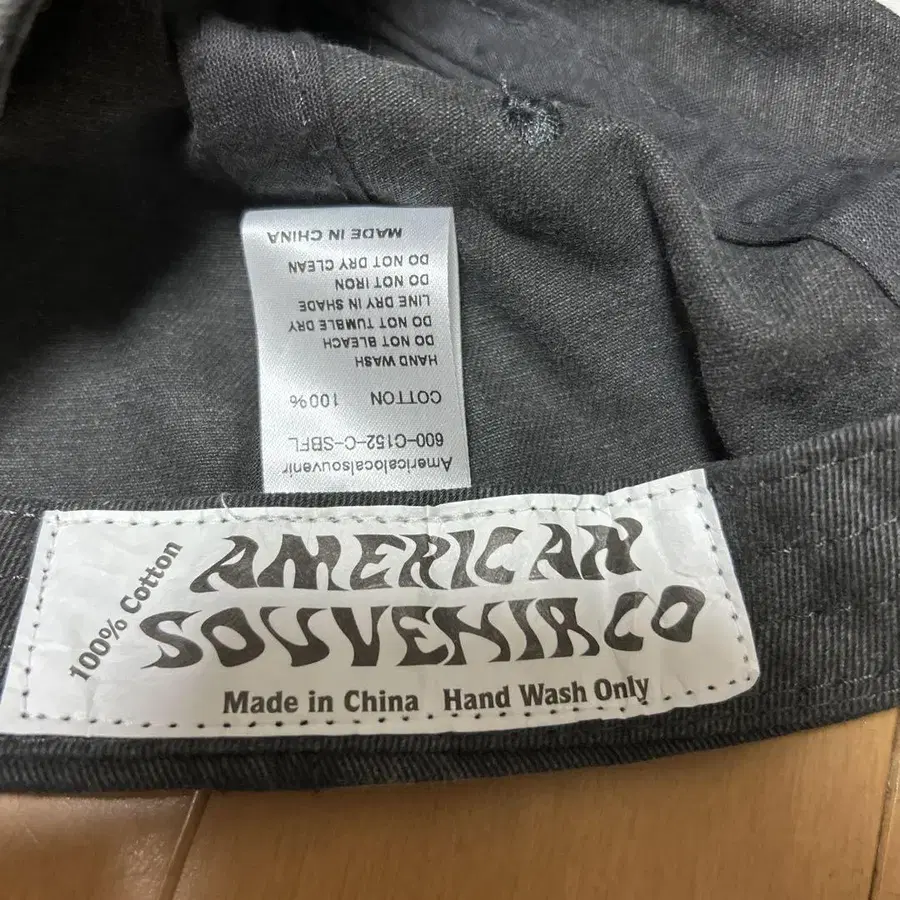 Americalocalsouvenir
600-C152-C-SBFL
COTTON 100%
HAND WASH
DO NOT BLEACH
DO NOT TUMBLE DRY
LINE DRY IN SHADE
DO NOT IRON
DO NOT DRY CLEAN
MADE IN CHINA
100% Cotton
AMERICAN
SOUVENIR CO
Made in China Hand Wash Only